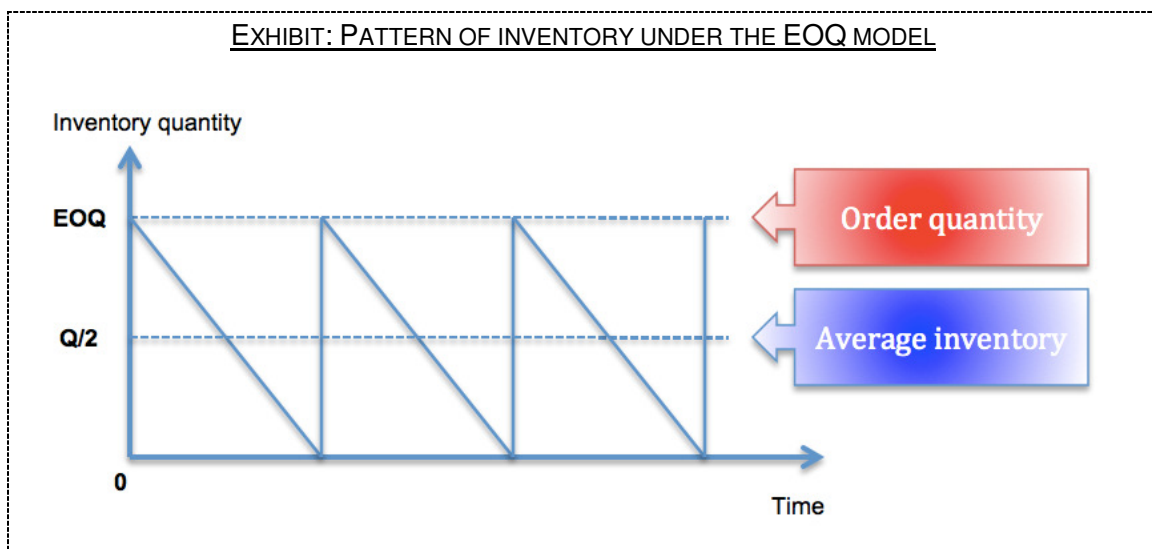 EXHIBIT: PATTERN OF INVENTORY UNDER THE EOQ MODEL
Inventory quantity
EOQ
Order quantity
Q/2
Average inventory
0
Time